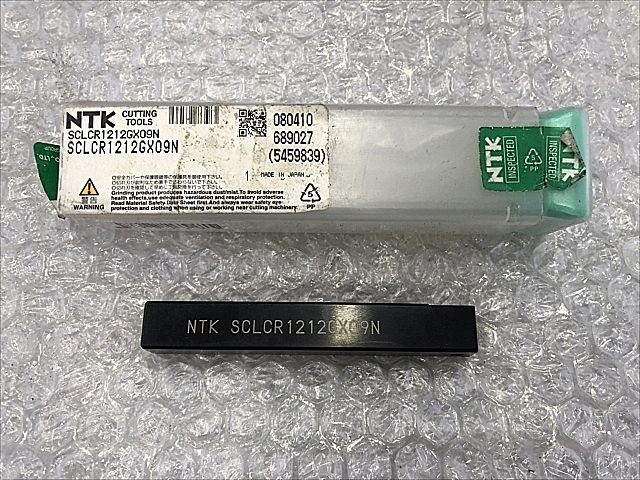 NTK CUTTING TOOLS
SCLCR1212GX09N
SCLCR1212GX09N
080410
689027
(5459839)
1
MADE IN JAPAN
警告
WARNING
Grinding product produces hazardous dust/mist. To avoid adverse
health effects, use adequate ventilation and respiratory protection.
Read Material Safety Data Sheet first. And always wear safety eye
protection and clothing when using or working near cutting machinery.
PP
NTK
INSPECTED
PP
NTK
INSPECTED
NTK SCLCR1212GX09N